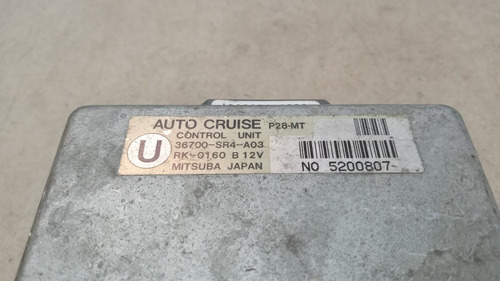 AUTO CRUISE P28-MT
CONTROL UNIT
U
36700-SR4-A03
RK-0160 B 12V
MITSUBA JAPAN
NO 5200807